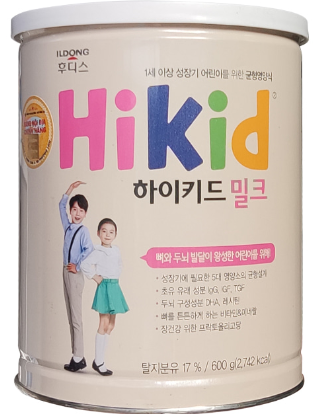 ILDONG
후디스
1세 이상 성장기 어린이를 위한 균형영양식
Hikid
하이키드 밀크
뼈와 두뇌 발달이 왕성한 어린이를 위해!
• 성장기에 필요한 5대 영양소의 균형설계
• 초유 유래 성분 IgG, IGF, TGF
• 두뇌 구성성분 DHA, 레시틴
• 뼈를 튼튼하게 하는 비타민&미네랄
• 장건강 위한 프락토올리고당
탈지분유 17 % / 600 g(2,742 kcal)